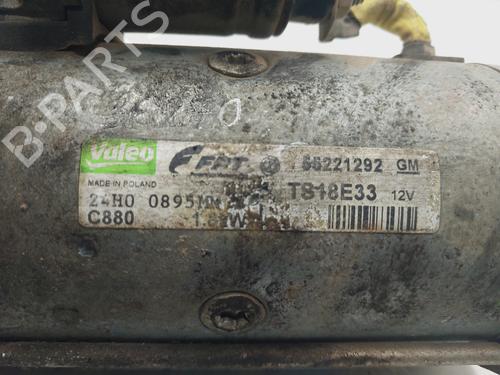 B-PARTS
Valeo FPT 55221292 GM
MADE IN POLAND TS18E33 12V
24H0 0895
C880